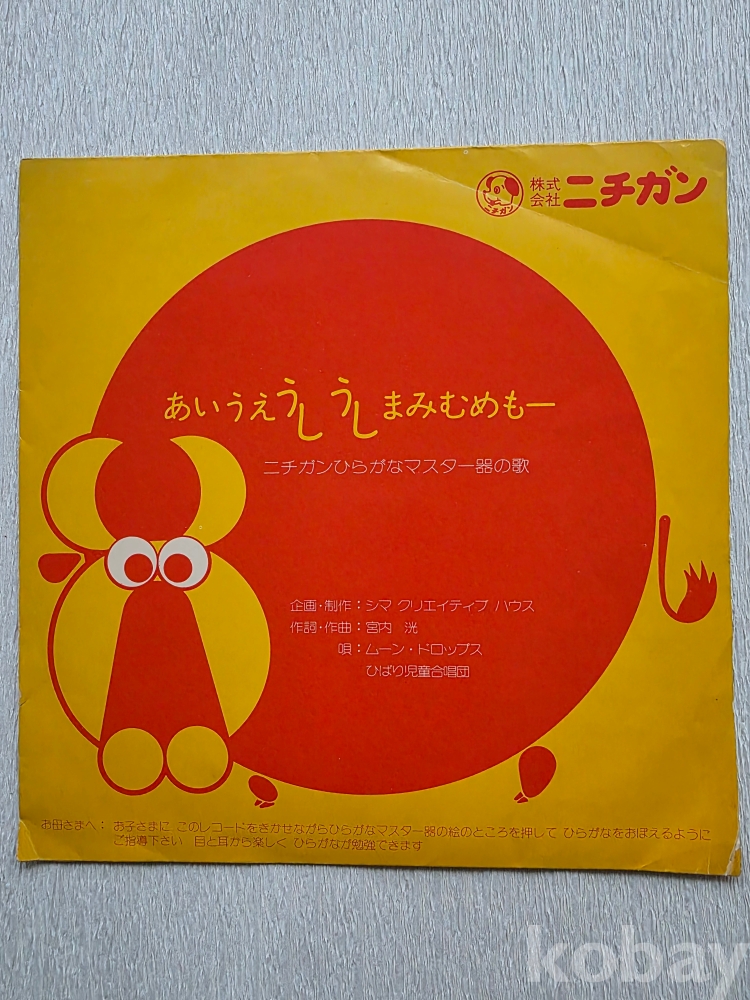 ニチガン
株式
会社
ニチガン
あいうえうし うしまみむめもー
ニチガンひらがなマスター器の歌
企画・制作：シマ クリエイティブ ハウス
作詞・作曲：宮内 洸
唄：ムーン・ドロップス
ひばり児童合唱団
お母さまへ： お子さまに このレコードをきかせながらひらがなマスター器の絵のところを押して ひらがなをおぼえるように
ご指導下さい 目と耳から楽しく ひらがなが勉強できます
kobay